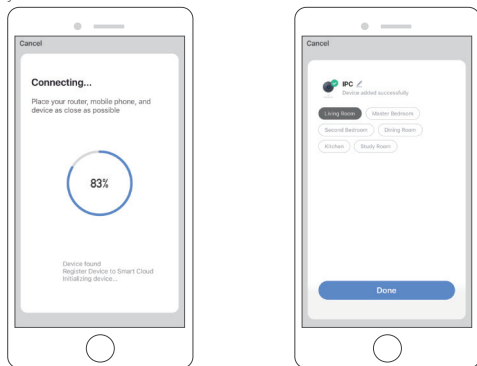 Cancel
Connecting...
Place your router, mobile phone, and
device as close as possible
83%
Device found
Register Device to Smart Cloud
Initializing device...
Cancel
IPC
Device added successfully
Living Room Master Bedroom
Second Bedroom Dining Room
Kitchen Study Room
Done